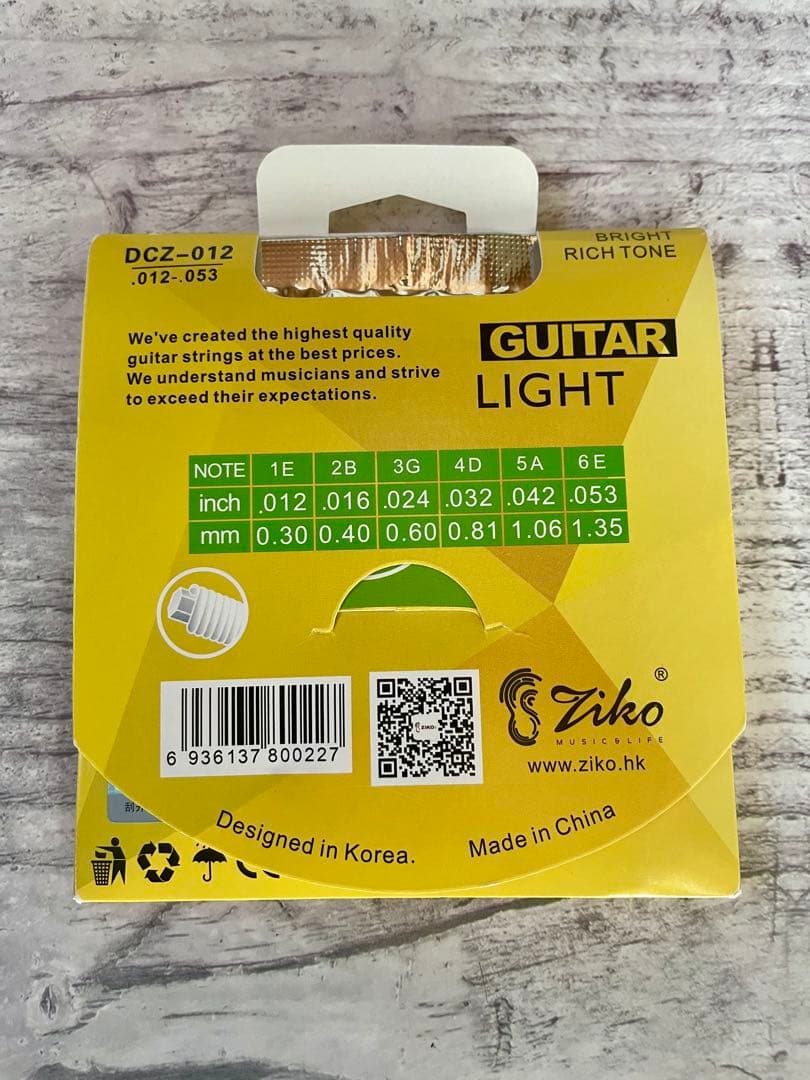 DCZ-012
.012-.053
BRIGHT
RICH TONE
We've created the highest quality
guitar strings at the best prices.
We understand musicians and strive
to exceed their expectations.
GUITAR
LIGHT
NOTE 1E 2B 3G 4D 5A 6E
inch .012 .016 .024 .032 .042 .053
mm 0.30 0.40 0.60 0.81 1.06 1.35
6 936137 800227
ZIKO
Ziko®
MUSIC & LIFE
www.ziko.hk
Designed in Korea.
Made in China